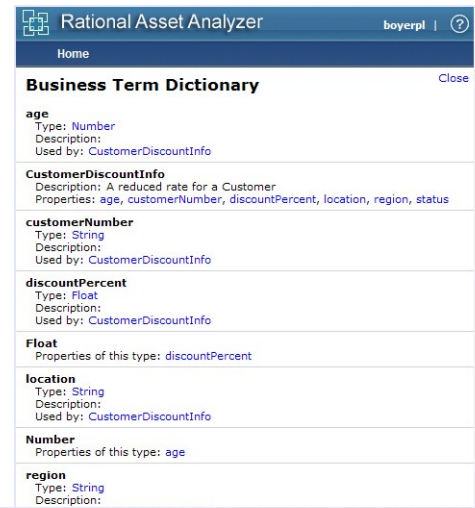 Rational Asset Analyzer
boyerpl | ?
Home
Business Term Dictionary
Close
age
Type: Number
Description:
Used by: CustomerDiscountInfo
CustomerDiscountInfo
Description: A reduced rate for a Customer
Properties: age, customerNumber, discountPercent, location, region, status
customerNumber
Type: String
Description:
Used by: CustomerDiscountInfo
discountPercent
Type: Float
Description:
Used by: CustomerDiscountInfo
Float
Properties of this type: discountPercent
location
Type: String
Description:
Used by: CustomerDiscountInfo
Number
Properties of this type: age
region
Type: String
Description: